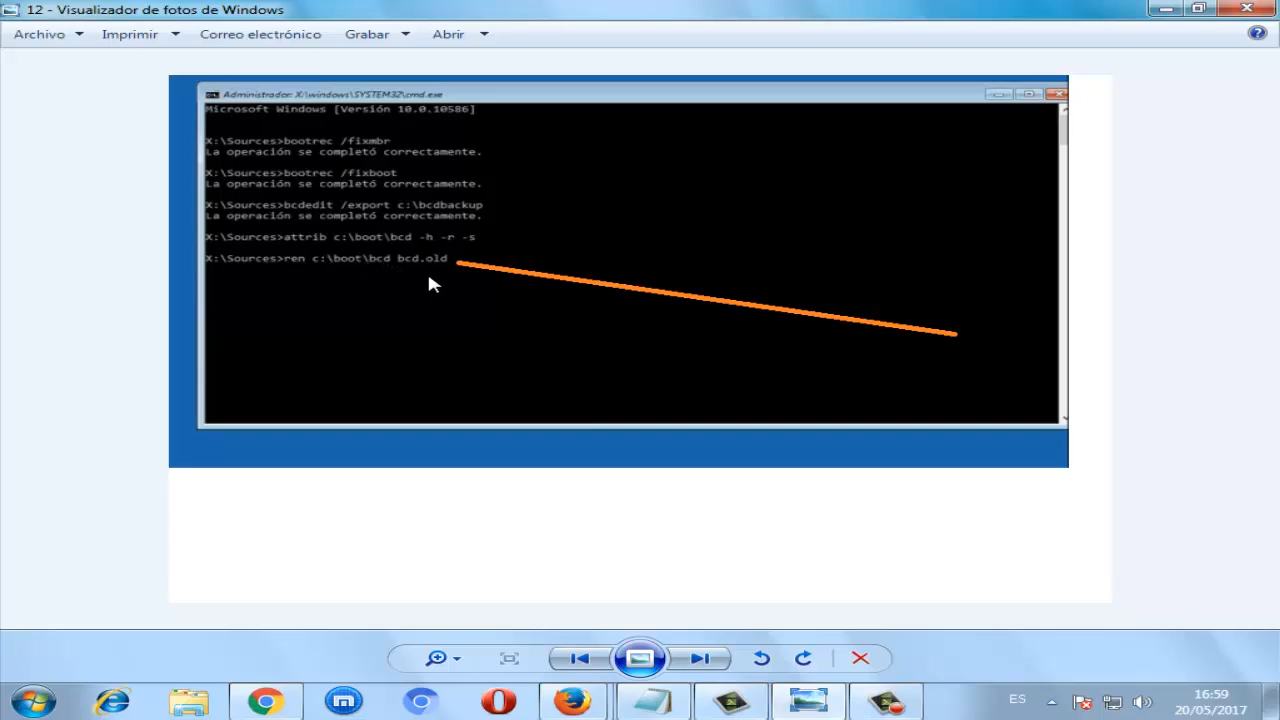 12 - Visualizador de fotos de Windows
Archivo Imprimir Correo electrónico Grabar Abrir
Administrador: X:\windows\SYSTEM32\cmd.exe
Microsoft Windows [Versión 10.0.10586]
X:\Sources>bootrec /fixmbr
La operación se completó correctamente.
X:\Sources>bootrec /fixboot
La operación se completó correctamente.
X:\Sources>bcdedit /export c:\bcdbackup
La operación se completó correctamente.
X:\Sources>attrib c:\boot\bcd -h -r -s
X:\Sources>ren c:\boot\bcd bcd.old
ES
16:59
20/05/2017